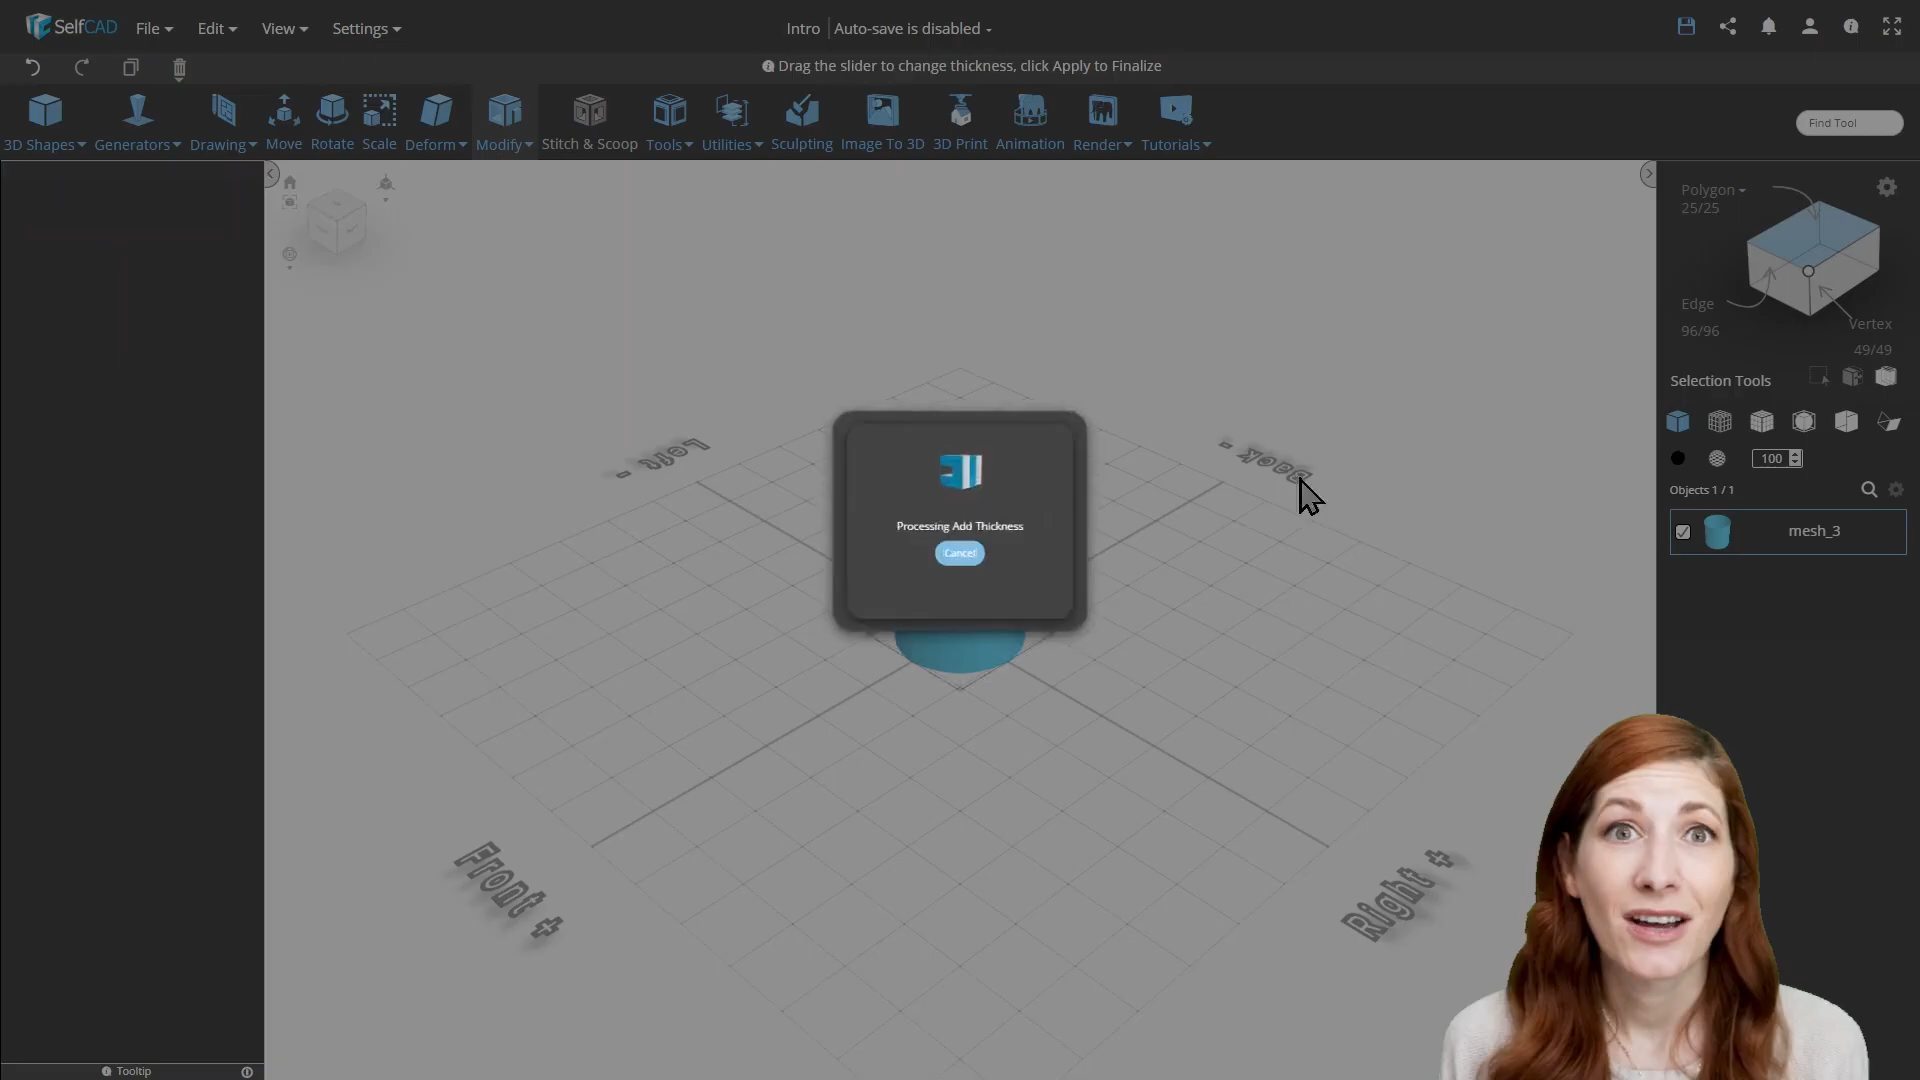 SelfCAD File Edit View Settings Intro Auto-save is disabled
Drag the slider to change thickness, click Apply to Finalize
3D Shapes Generators Drawing Move Rotate Scale Deform Modify Stitch & Scoop Tools Utilities Sculpting Image To 3D 3D Print Animation Render Tutorials Find Tool
Polygon
25/25
Edge
96/96
Vertex
49/49
Selection Tools
100
Objects 1 / 1
mesh_3
Left -
Back -
Processing Add Thickness
Cancel
Front +
Right +
Tooltip